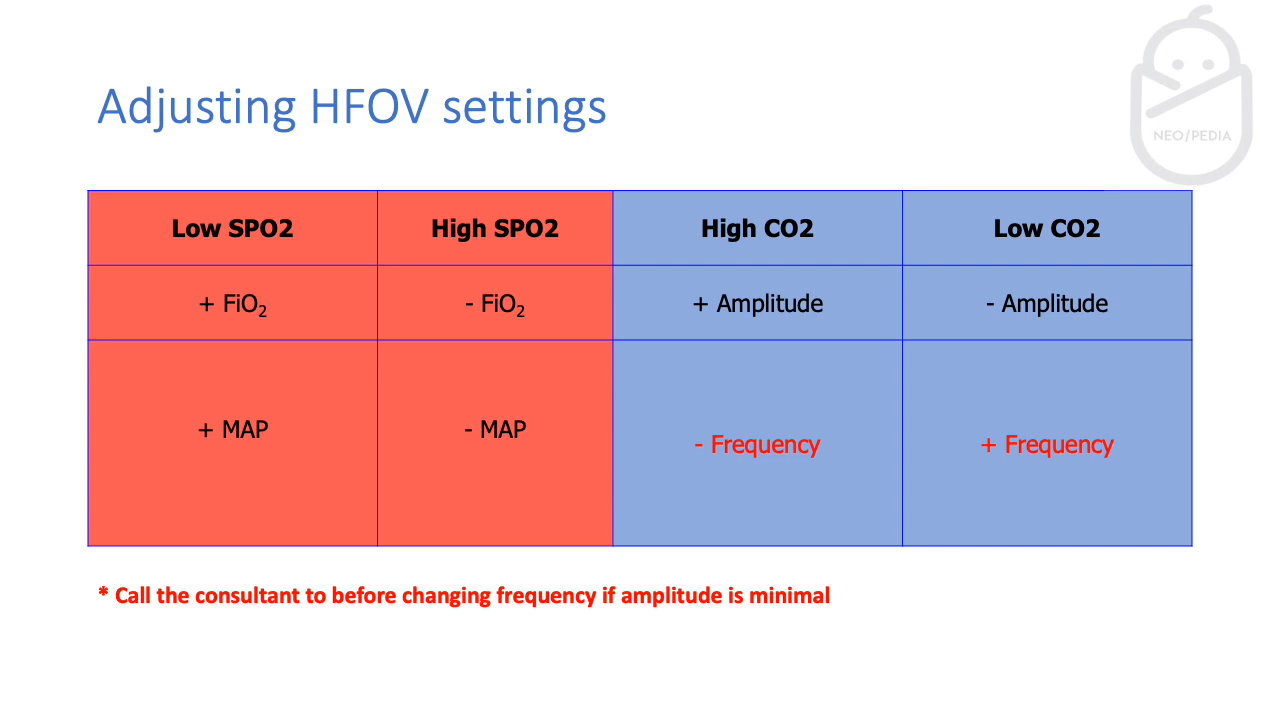 NEO/PEDIA
Adjusting HFOV settings
Low SPO2 High SPO2 High CO2 Low CO2
+ FiO₂ - FiO₂ + Amplitude - Amplitude
+ MAP - MAP - Frequency + Frequency
* Call the consultant to before changing frequency if amplitude is minimal